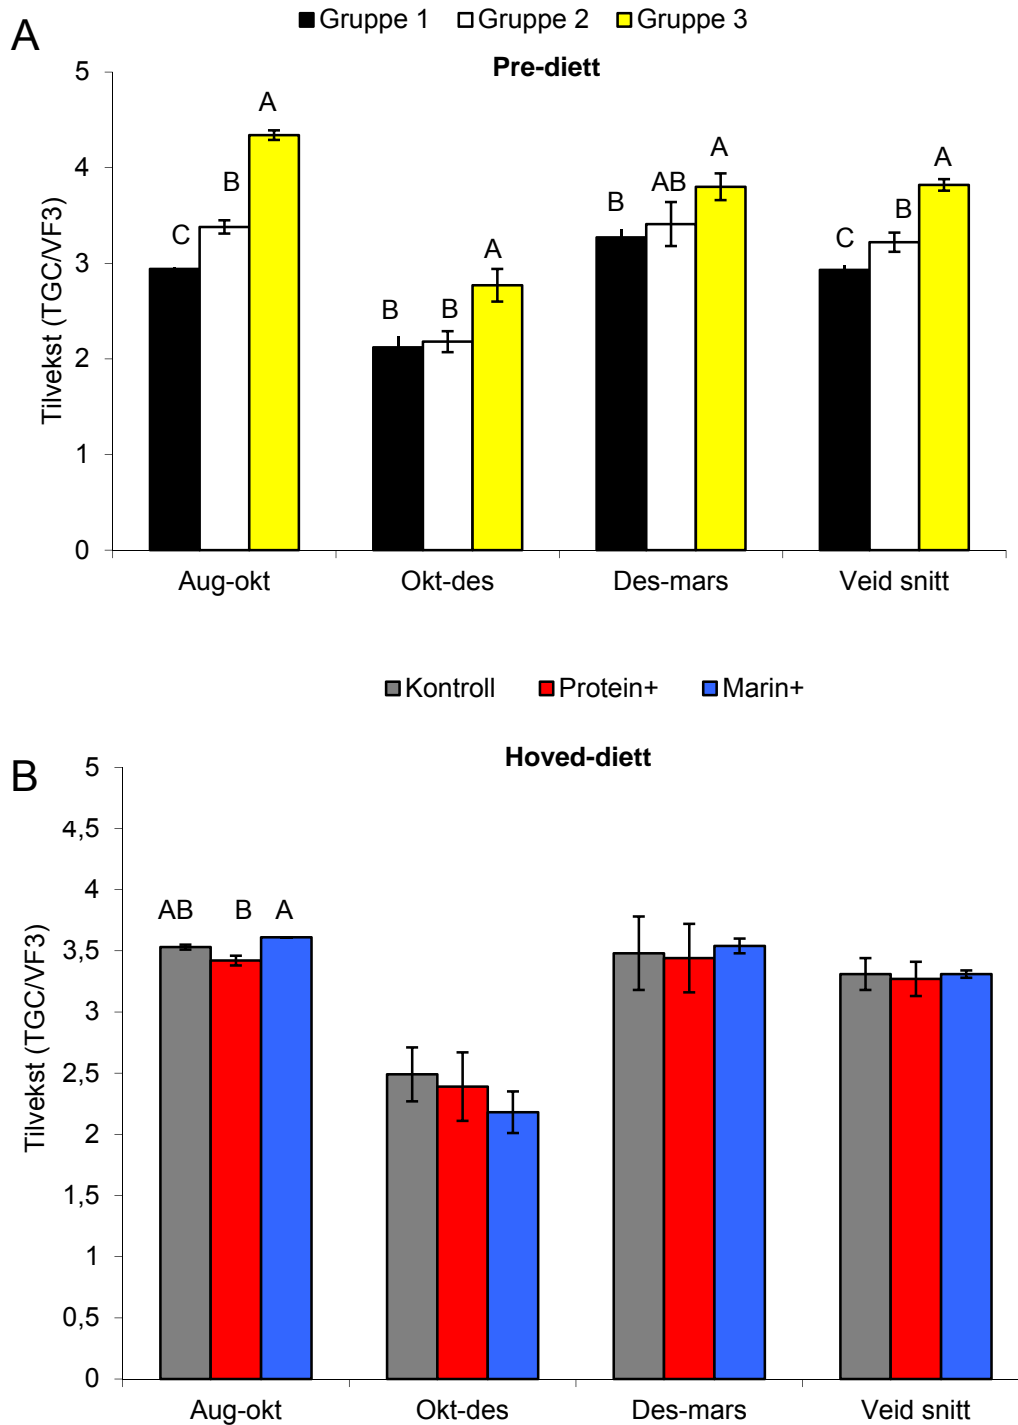 Gruppe 1 Gruppe 2 Gruppe 3
A
Pre-diett
Tilvekst (TGC/VF3)
5
4
3
2
1
0
C B A
B B A
B AB A
C B A
Aug-okt Okt-des Des-mars Veid snitt
Kontroll Protein+ Marin+
B
Hoved-diett
Tilvekst (TGC/VF3)
5
4,5
4
3,5
3
2,5
2
1,5
1
0,5
0
AB B A
Aug-okt Okt-des Des-mars Veid snitt